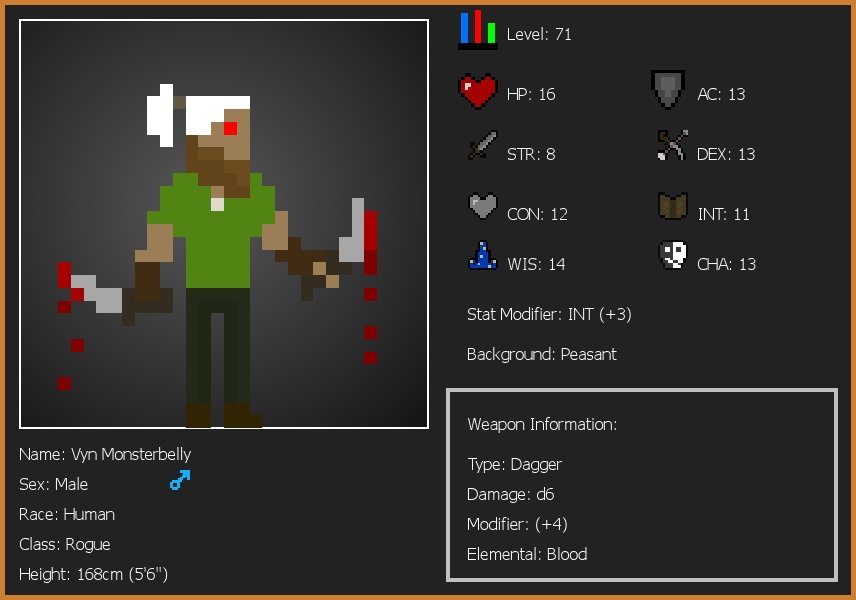 Level: 71
HP: 16
AC: 13
STR: 8
DEX: 13
CON: 12
INT: 11
WIS: 14
CHA: 13
Stat Modifier: INT (+3)
Background: Peasant
Weapon Information:
Type: Dagger
Damage: d6
Modifier: (+4)
Elemental: Blood
Name: Vyn Monsterbelly
Sex: Male
Race: Human
Class: Rogue
Height: 168cm (5'6")